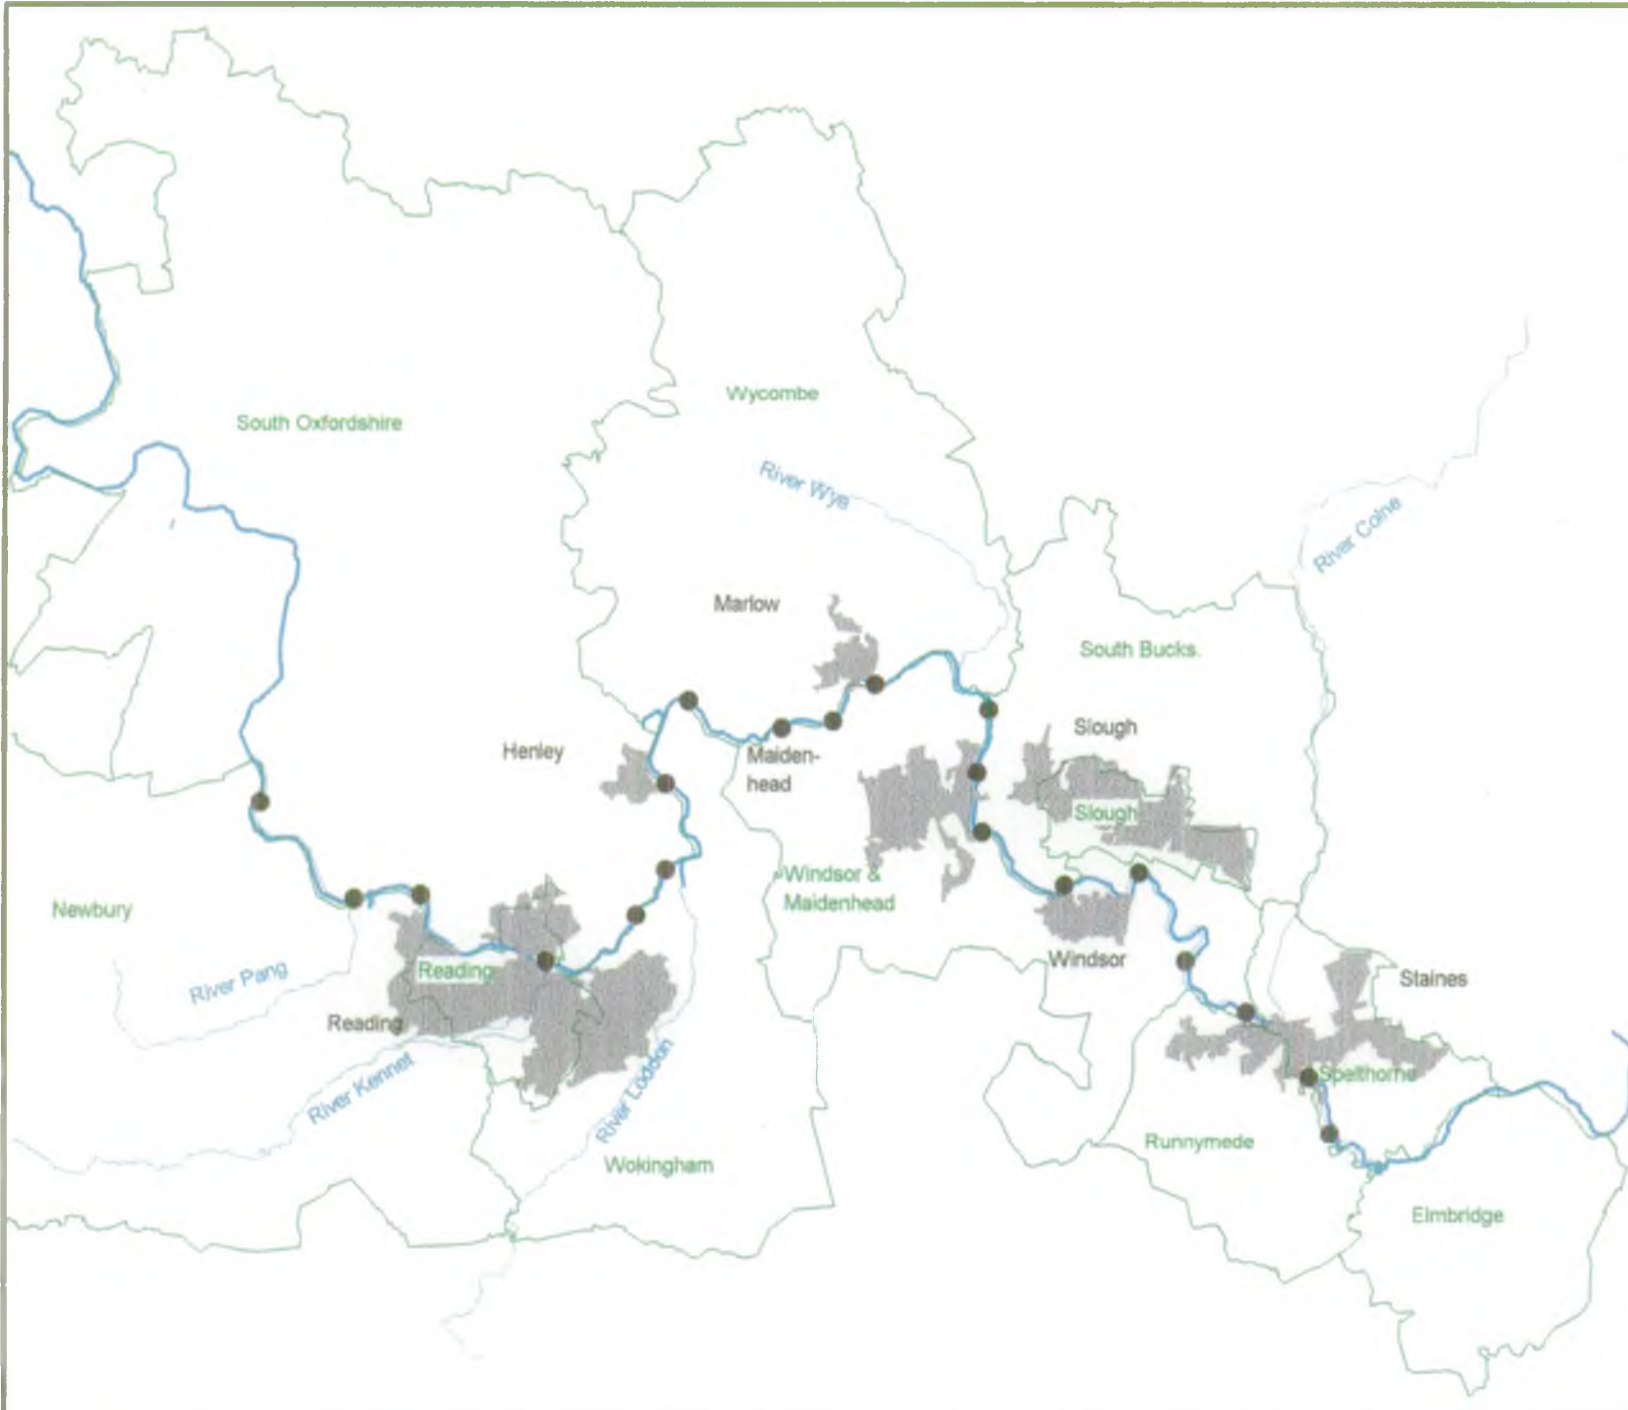 Wycombe
South Oxfordshire
River Wye
River Colne
Marlow
South Bucks.
Slough
Henley
Maiden-
head
Slough
Windsor &
Maidenhead
Newbury
Windsor
Reading
River Pang
Staines
Reading
River Kennet
River Loddon
Spelthorne
Runnymede
Wokingham
Elmbridge